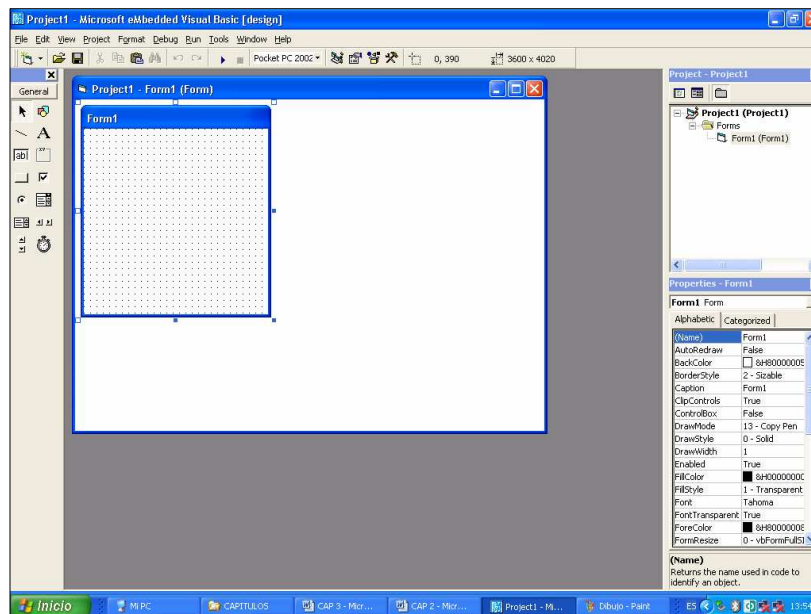 Project1 - Microsoft eMbedded Visual Basic [design]
File Edit View Project Format Debug Run Tools Window Help
Pocket PC 2002 0, 390 3600 x 4020
General
Project1 - Form1 (Form)
Form1
A
ab
xy
Project - Project1
Project1 (Project1)
Forms
Form1 (Form1)
Properties - Form1
Form1 Form
Alphabetic Categorized
(Name) Form1
AutoRedraw False
BackColor &H80000005
BorderStyle 2 - Sizable
Caption Form1
ClipControls True
ControlBox False
DrawMode 13 - Copy Pen
DrawStyle 0 - Solid
DrawWidth 1
Enabled True
FillColor &H00000000
FillStyle 1 - Transparent
Font Tahoma
FontTransparent True
ForeColor &H80000008
FormResize 0 - vbFormFullSI
(Name)
Returns the name used in code to
identify an object.
Inicio MI PC CAPITULOS CAP 3 - Micr... CAP 2 - Micr... Project1 - Mi... Dibujo - Paint ES